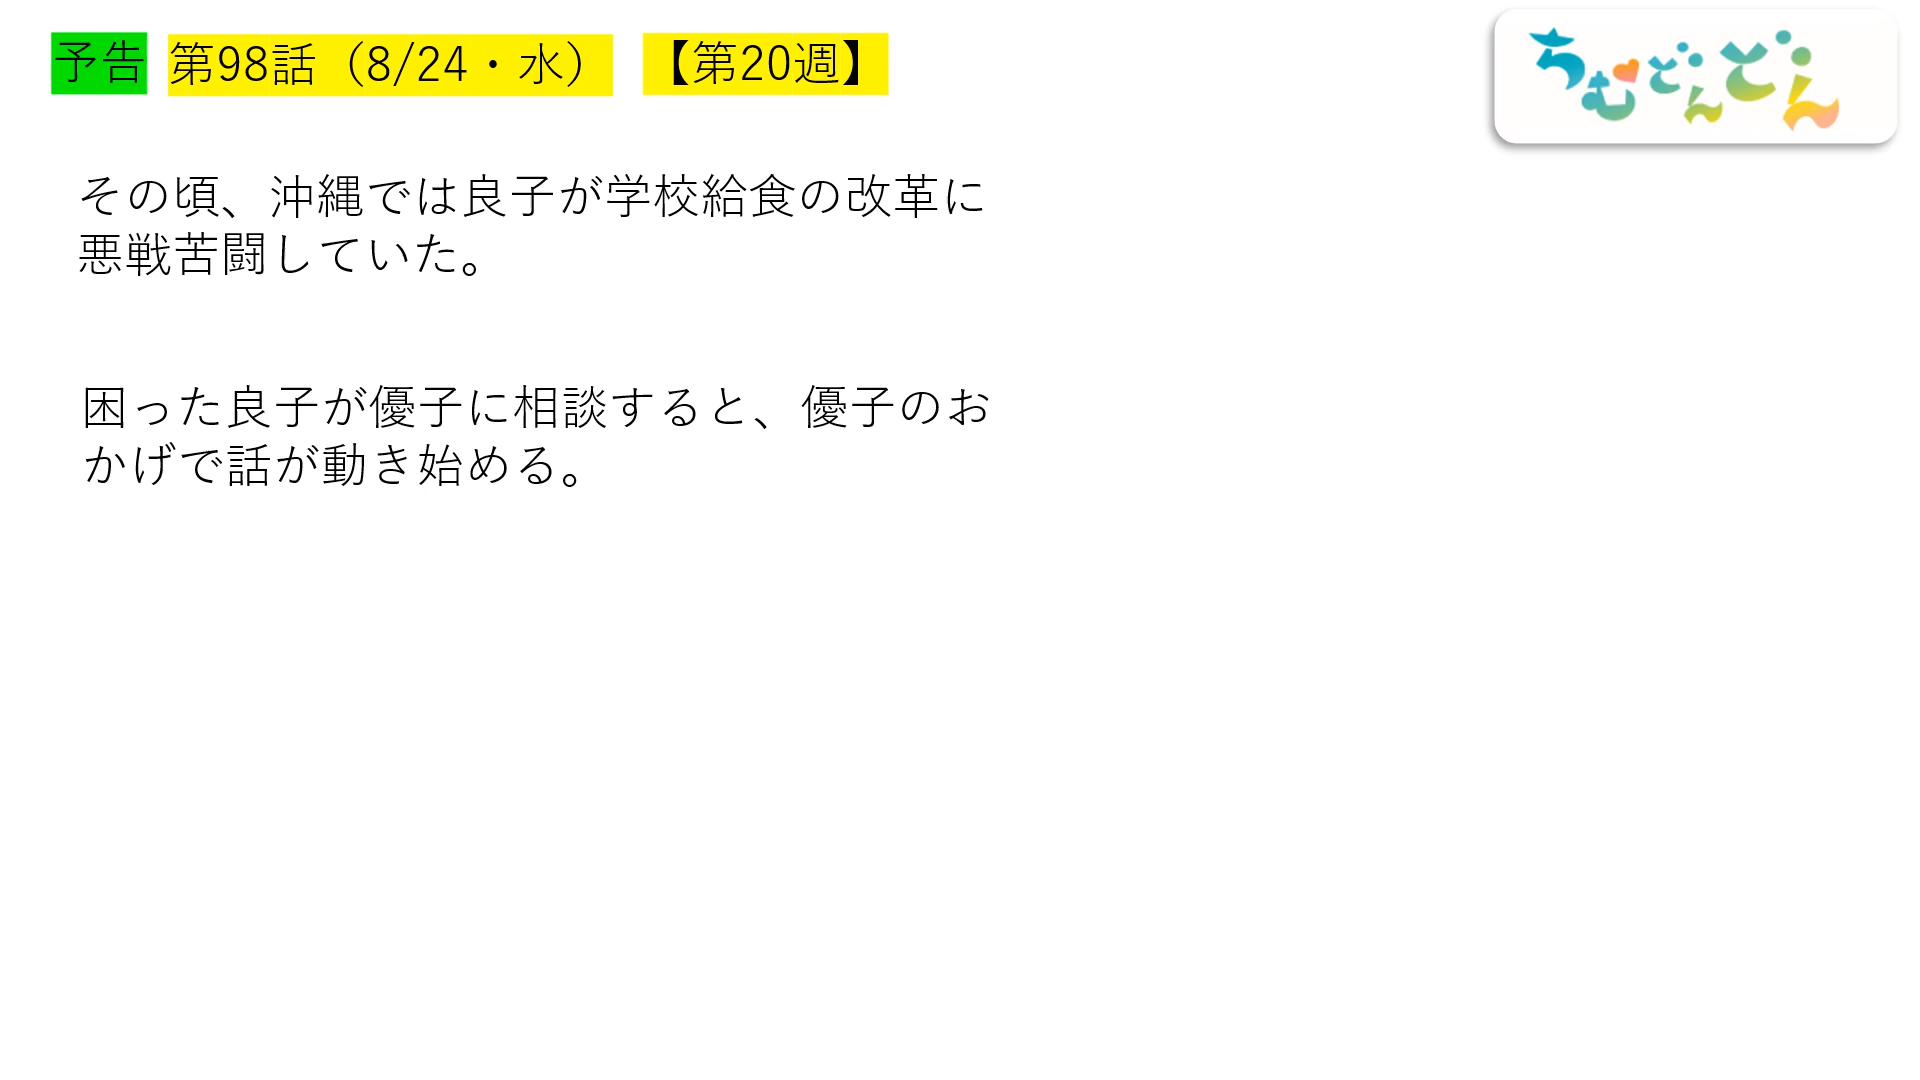 予告 第98話（8/24・水） 【第20週】
ちむどんどん
その頃、沖縄では良子が学校給食の改革に
悪戦苦闘していた。
困った良子が優子に相談すると、優子のお
かげで話が動き始める。